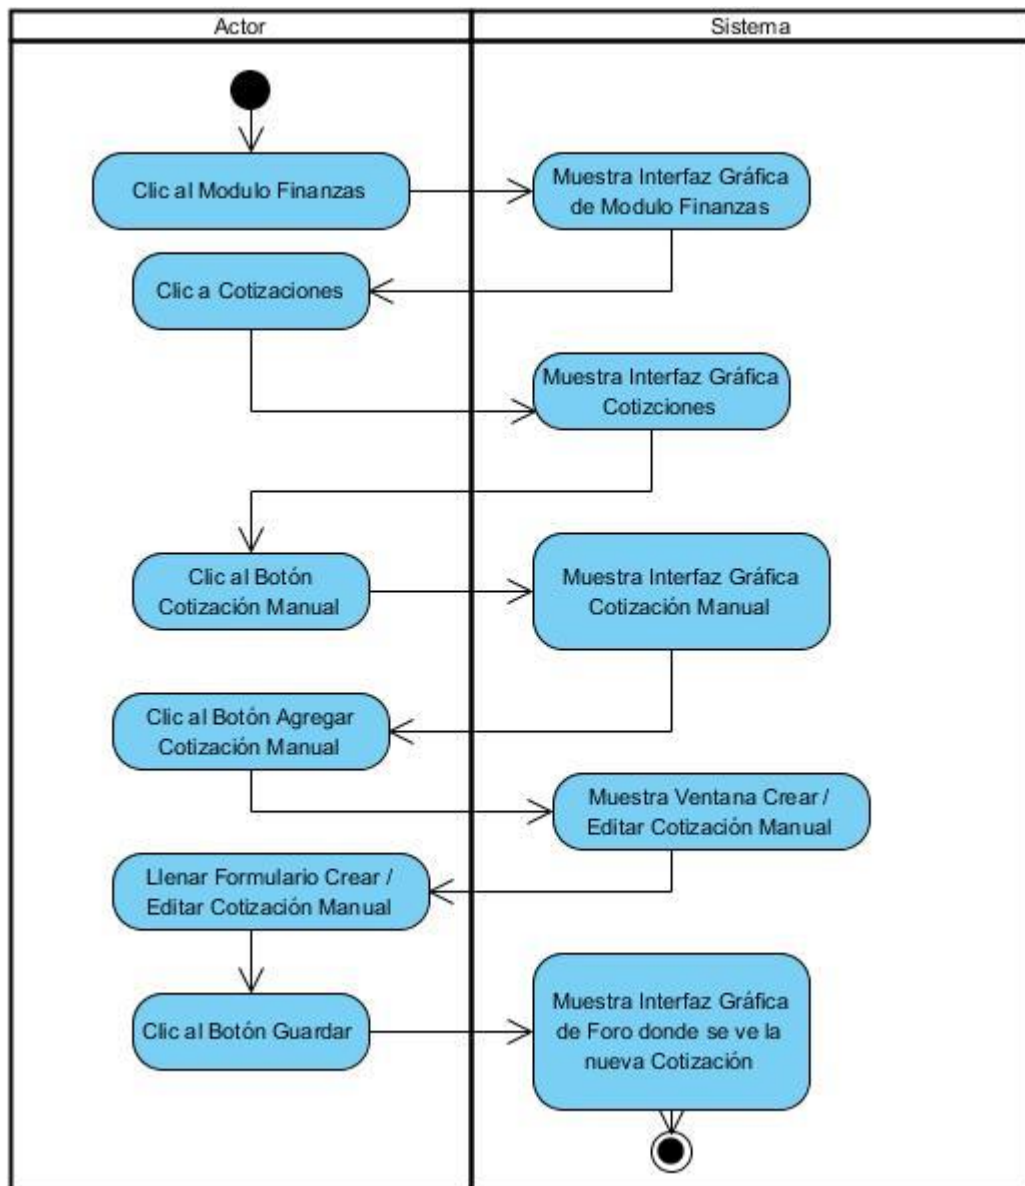 Actor
Sistema
Clic al Modulo Finanzas
Muestra Interfaz Gráfica
de Modulo Finanzas
Clic a Cotizaciones
Muestra Interfaz Gráfica
Cotizciones
Clic al Botón
Cotización Manual
Muestra Interfaz Gráfica
Cotización Manual
Clic al Botón Agregar
Cotización Manual
Muestra Ventana Crear /
Editar Cotización Manual
Llenar Formulario Crear /
Editar Cotización Manual
Clic al Botón Guardar
Muestra Interfaz Gráfica
de Foro donde se ve la
nueva Cotización